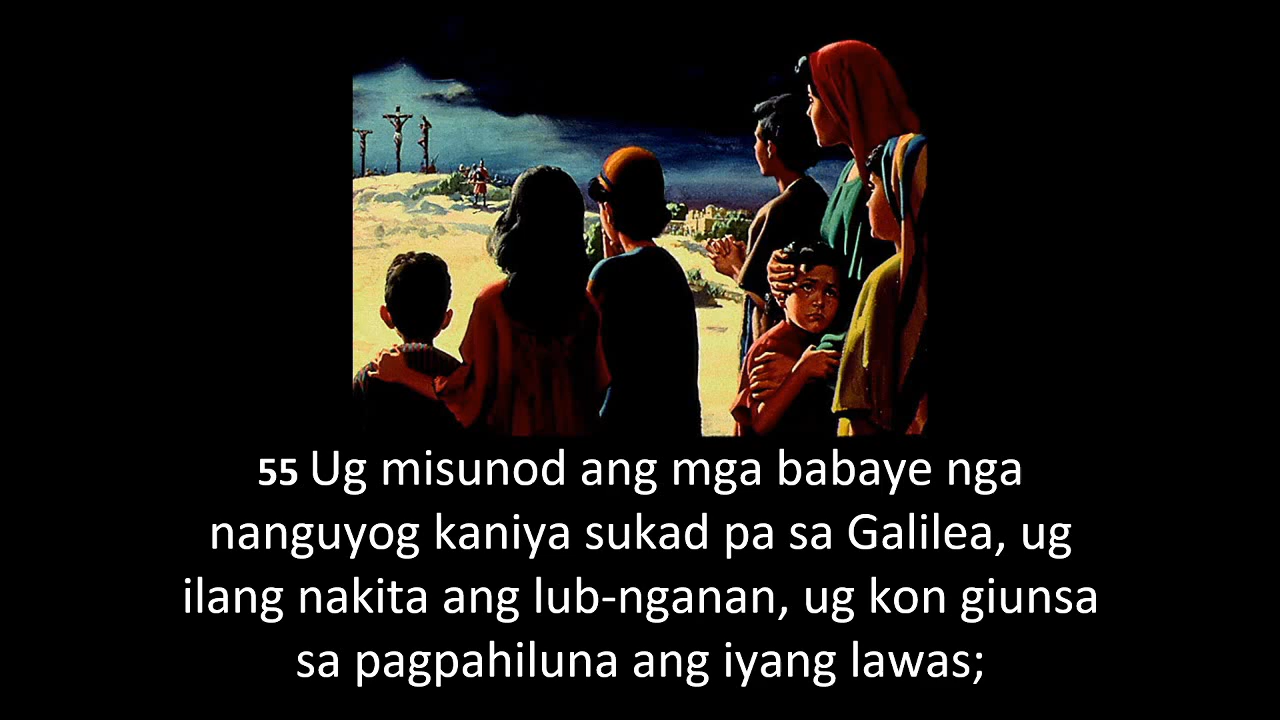 55 Ug misunod ang mga babaye nga
nanguyog kaniya sukad pa sa Galilea, ug
ilang nakita ang lub-nganan, ug kon giunsa
sa pagpahiluna ang iyang lawas;